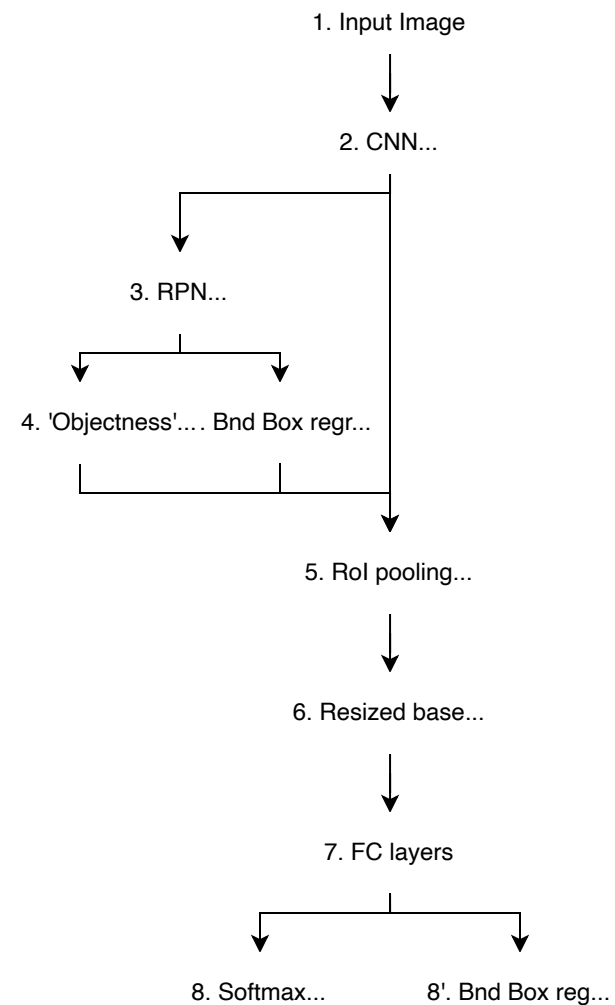 1. Input Image
2. CNN...
3. RPN...
4. 'Objectness'.... Bnd Box regr...
5. RoI pooling...
6. Resized base...
7. FC layers
8. Softmax...
8'. Bnd Box reg...